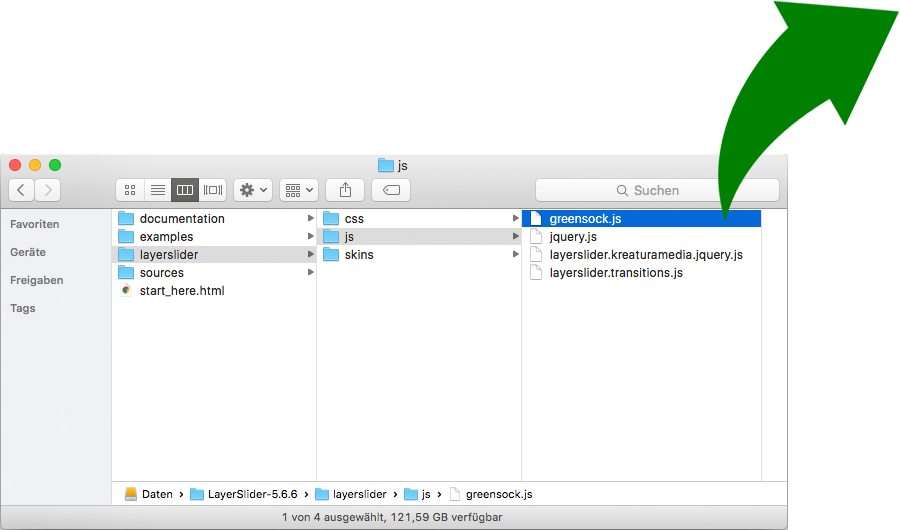 js
Suchen
Favoriten
Geräte
Freigaben
Tags
documentation
examples
layerslider
sources
start_here.html
css
js
skins
greensock.js
jquery.js
layerslider.kreaturamedia.jquery.js
layerslider.transitions.js
Daten › LayerSlider-5.6.6 › layerslider › js › greensock.js
1 von 4 ausgewählt, 121,59 GB verfügbar